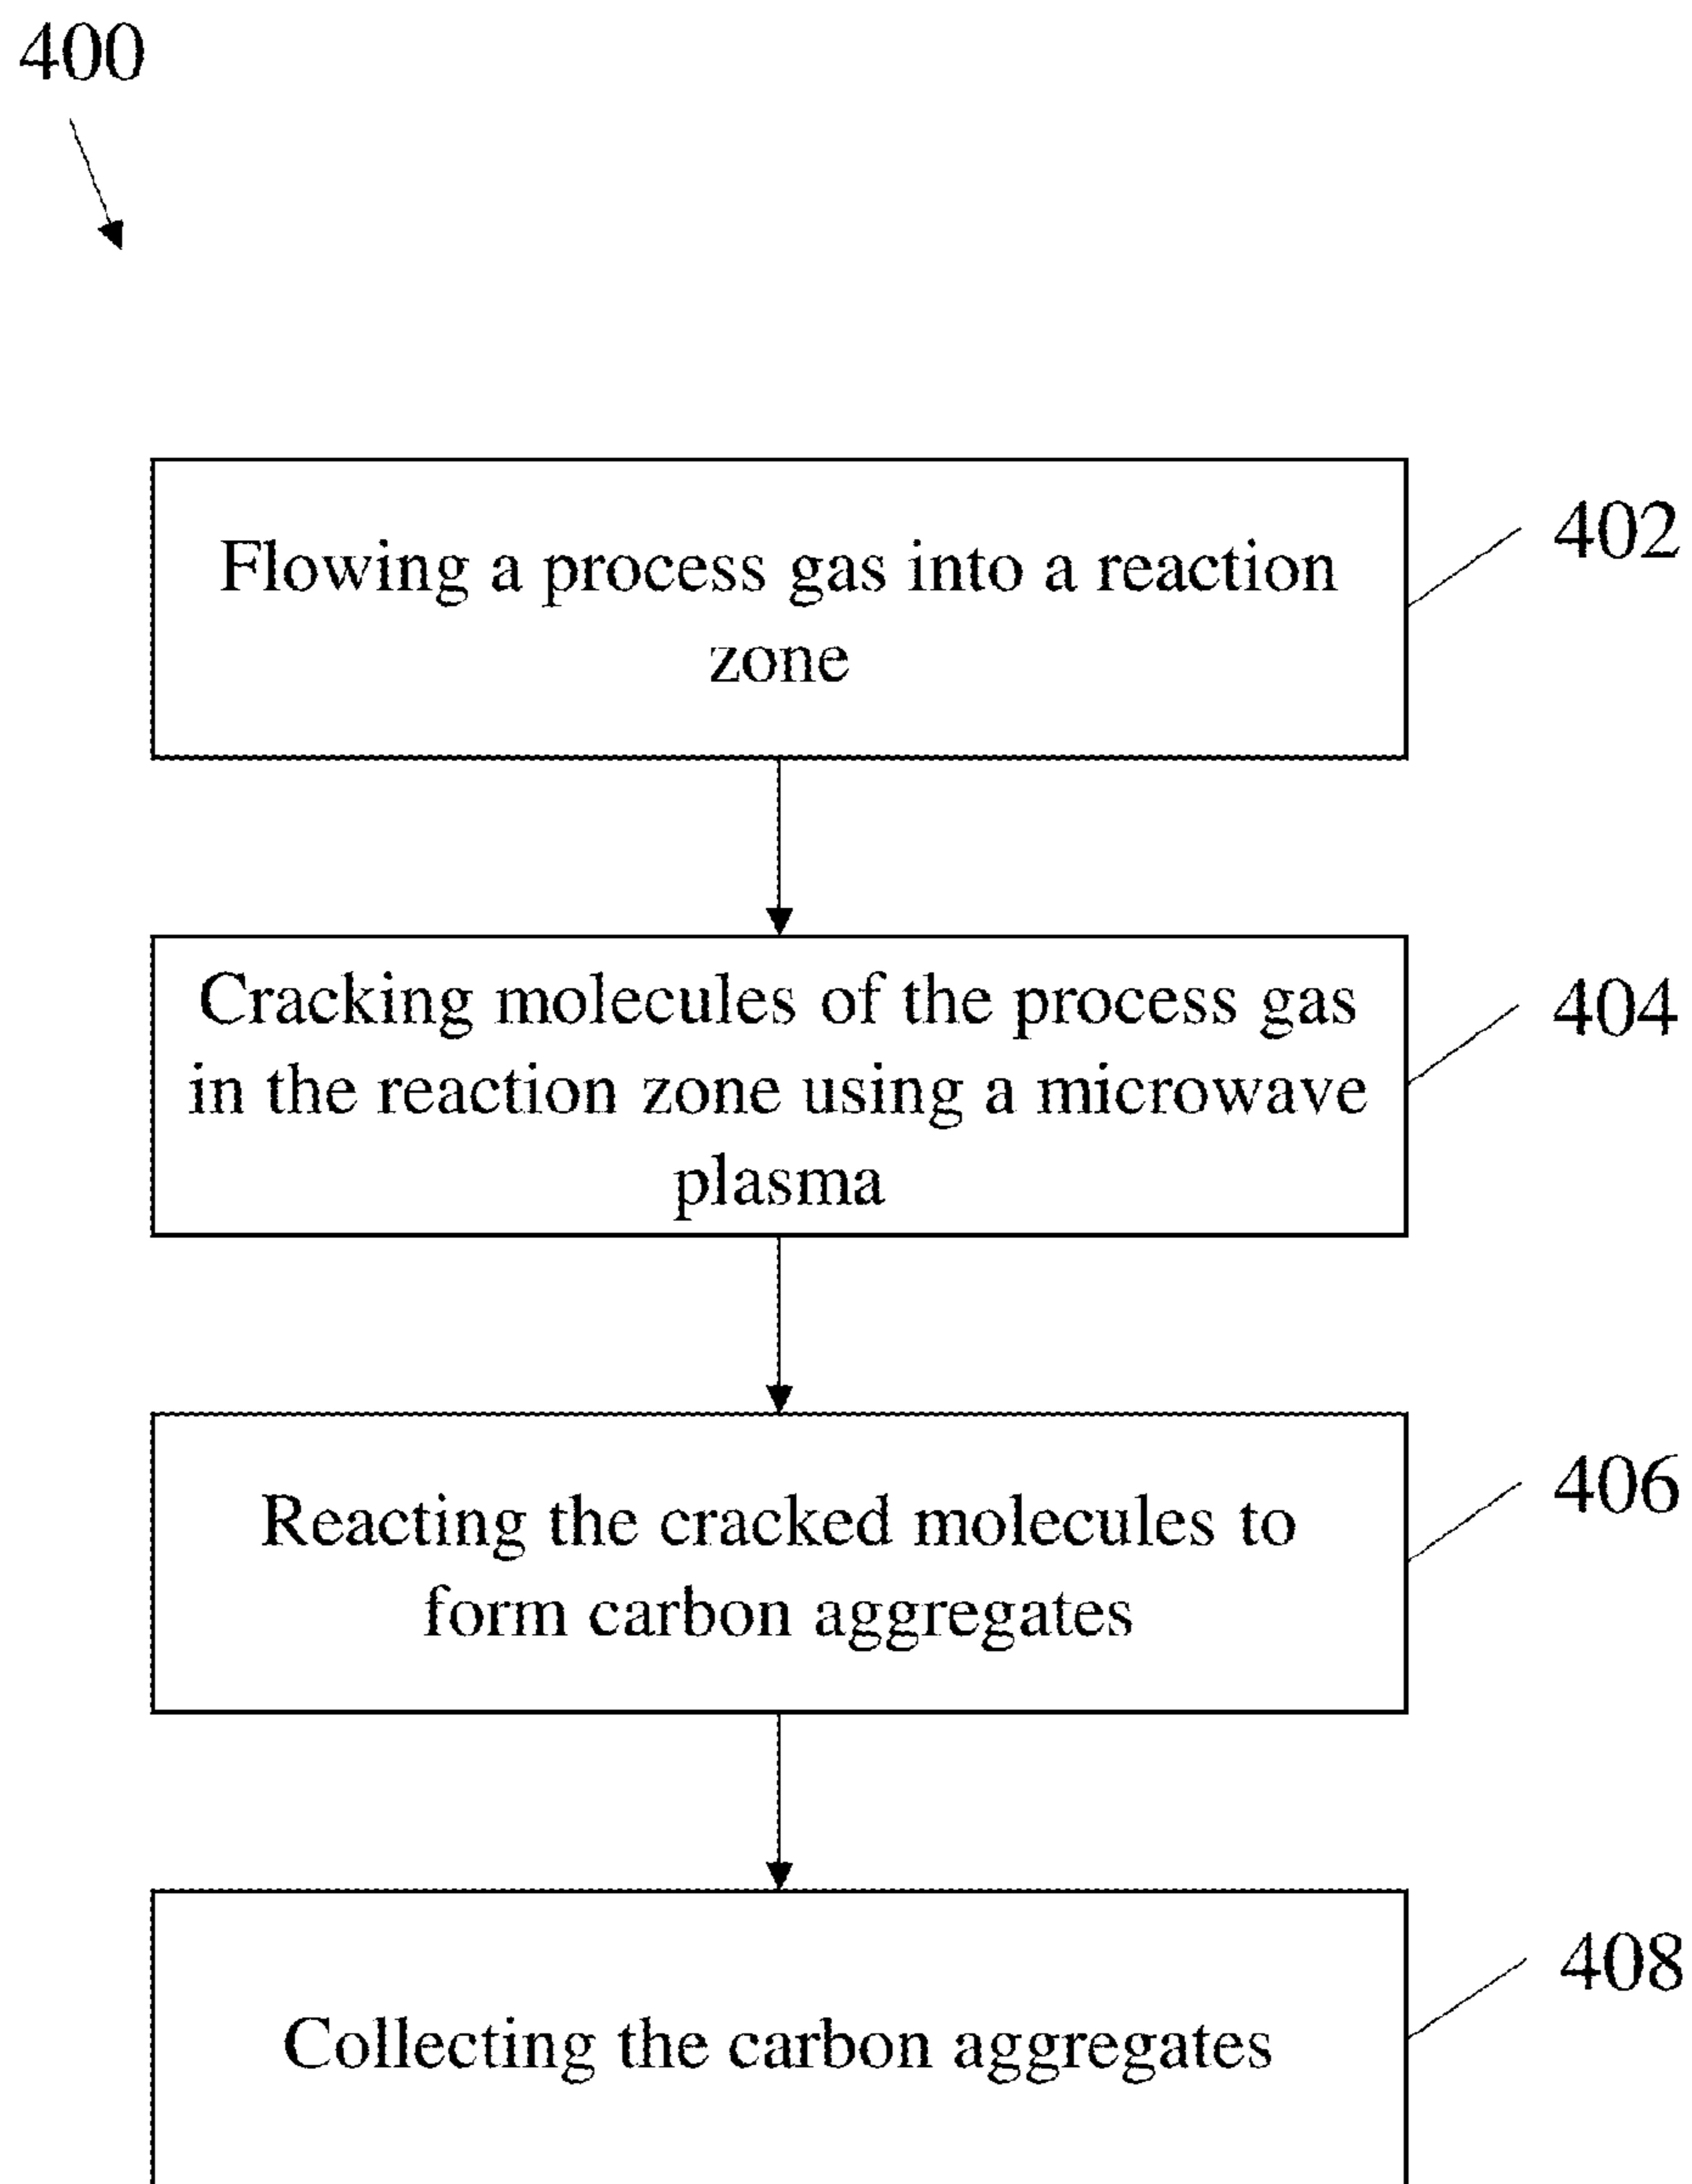 400
Flowing a process gas into a reaction
zone
402
Cracking molecules of the process gas
in the reaction zone using a microwave
plasma
404
Reacting the cracked molecules to
form carbon aggregates
406
Collecting the carbon aggregates
408